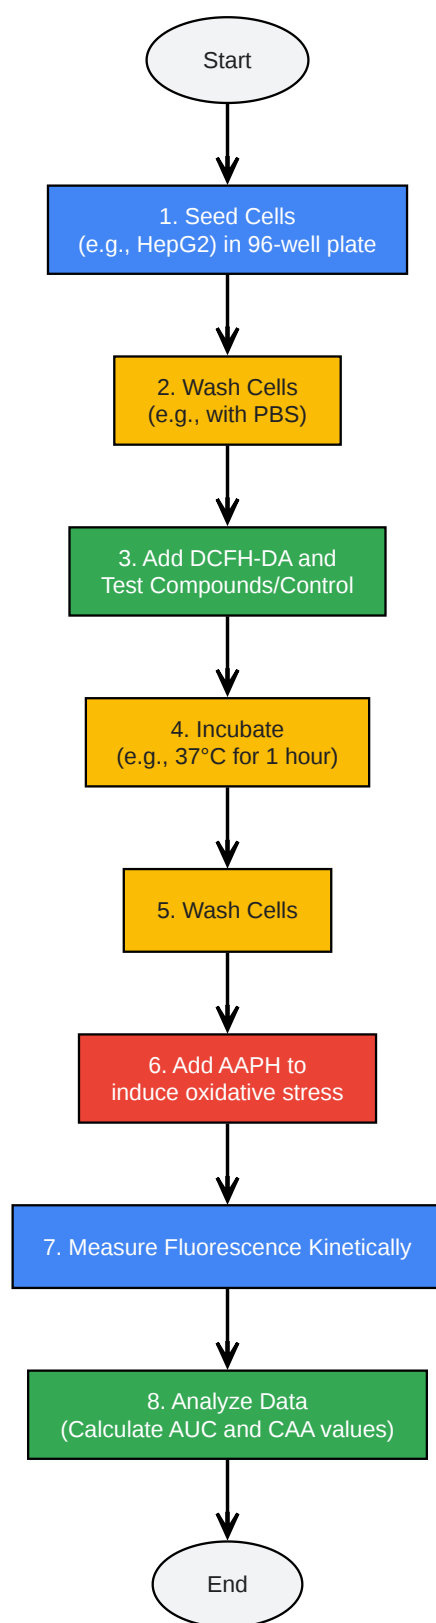 Start
1. Seed Cells
(e.g., HepG2) in 96-well plate
2. Wash Cells
(e.g., with PBS)
3. Add DCFH-DA and
Test Compounds/Control
4. Incubate
(e.g., 37°C for 1 hour)
5. Wash Cells
6. Add AAPH to
induce oxidative stress
7. Measure Fluorescence Kinetically
8. Analyze Data
(Calculate AUC and CAA values)
End